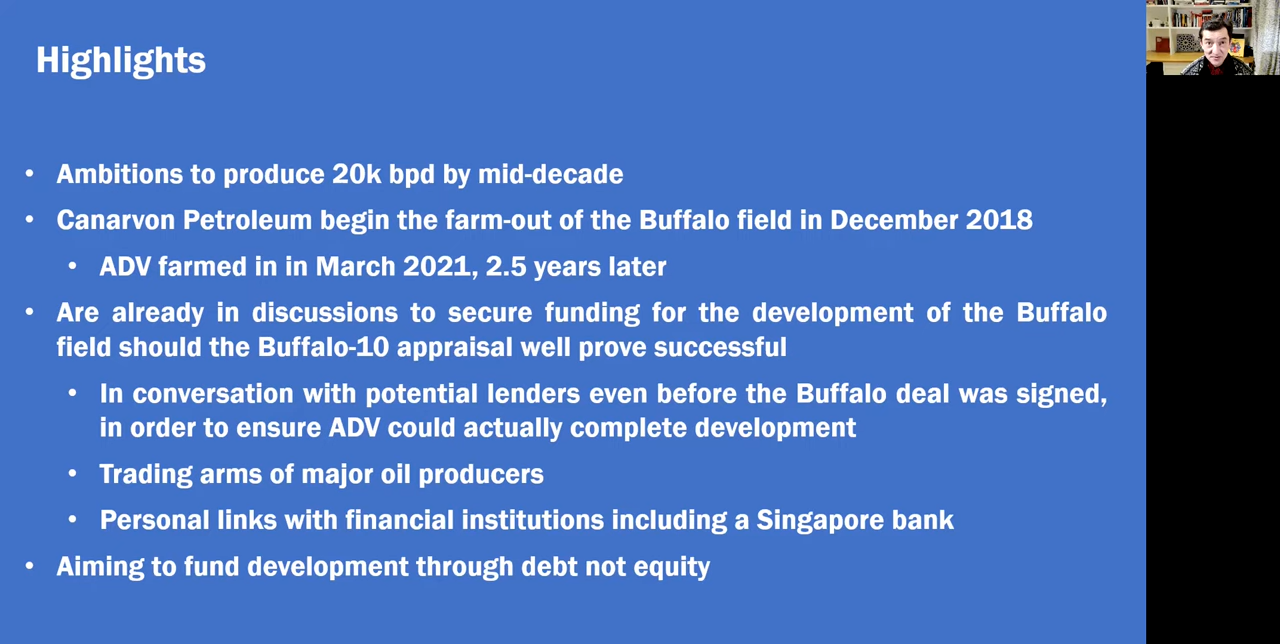 Highlights
• Ambitions to produce 20k bpd by mid-decade
• Canarvon Petroleum begin the farm-out of the Buffalo field in December 2018
• ADV farmed in in March 2021, 2.5 years later
• Are already in discussions to secure funding for the development of the Buffalo
field should the Buffalo-10 appraisal well prove successful
• In conversation with potential lenders even before the Buffalo deal was signed,
in order to ensure ADV could actually complete development
• Trading arms of major oil producers
• Personal links with financial institutions including a Singapore bank
• Aiming to fund development through debt not equity